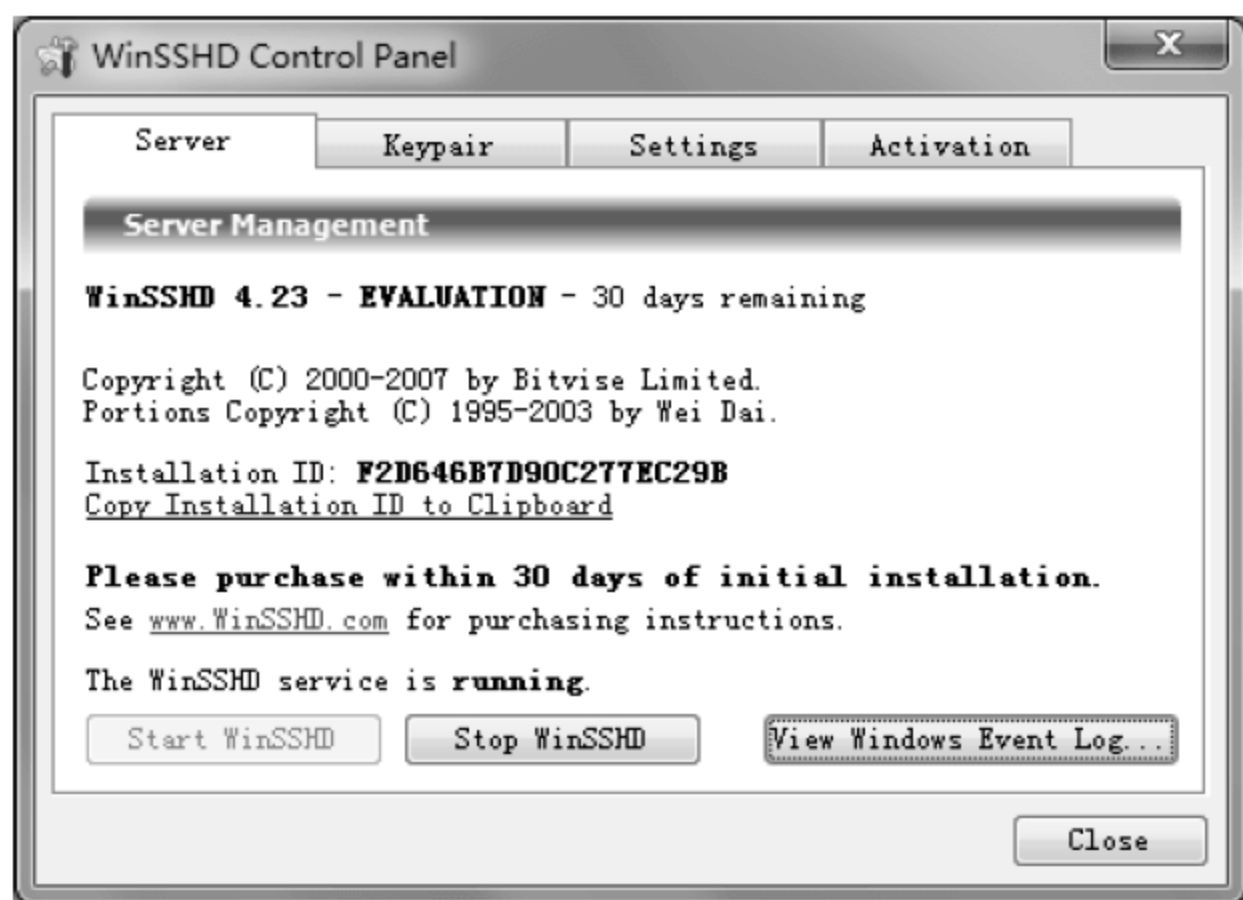 WinSSHD Control Panel
Server Keypair Settings Activation
Server Management
WinSSHD 4.23 - EVALUATION - 30 days remaining
Copyright (C) 2000-2007 by Bitvise Limited.
Portions Copyright (C) 1995-2003 by Wei Dai.
Installation ID: F2D646B7D90C277EC29B
Copy Installation ID to Clipboard
Please purchase within 30 days of initial installation.
See www.WinSSHD.com for purchasing instructions.
The WinSSHD service is running.
Start WinSSHD Stop WinSSHD View Windows Event Log...
Close